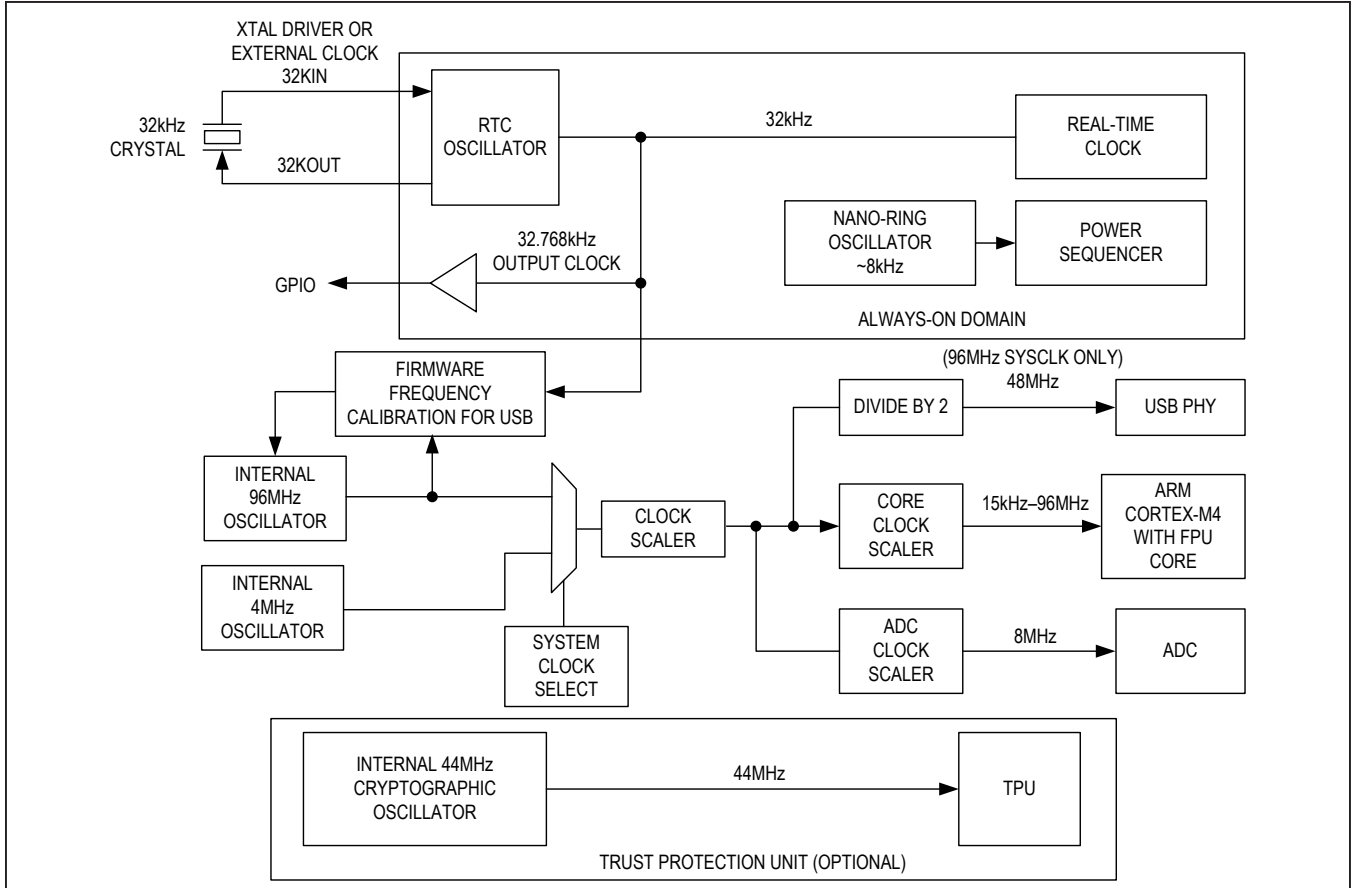 XTAL DRIVER OR
EXTERNAL CLOCK
32KIN
32kHz
CRYSTAL
32KOUT
RTC
OSCILLATOR
32kHz
REAL-TIME
CLOCK
NANO-RING
OSCILLATOR
~8kHz
POWER
SEQUENCER
32.768kHz
OUTPUT CLOCK
GPIO
ALWAYS-ON DOMAIN
FIRMWARE
FREQUENCY
CALIBRATION FOR USB
(96MHz SYSCLK ONLY)
48MHz
DIVIDE BY 2
USB PHY
INTERNAL
96MHz
OSCILLATOR
CLOCK
SCALER
CORE
CLOCK
SCALER
15kHz–96MHz
ARM
CORTEX-M4
WITH FPU
CORE
INTERNAL
4MHz
OSCILLATOR
SYSTEM
CLOCK
SELECT
ADC
CLOCK
SCALER
8MHz
ADC
INTERNAL 44MHz
CRYPTOGRAPHIC
OSCILLATOR
44MHz
TPU
TRUST PROTECTION UNIT (OPTIONAL)